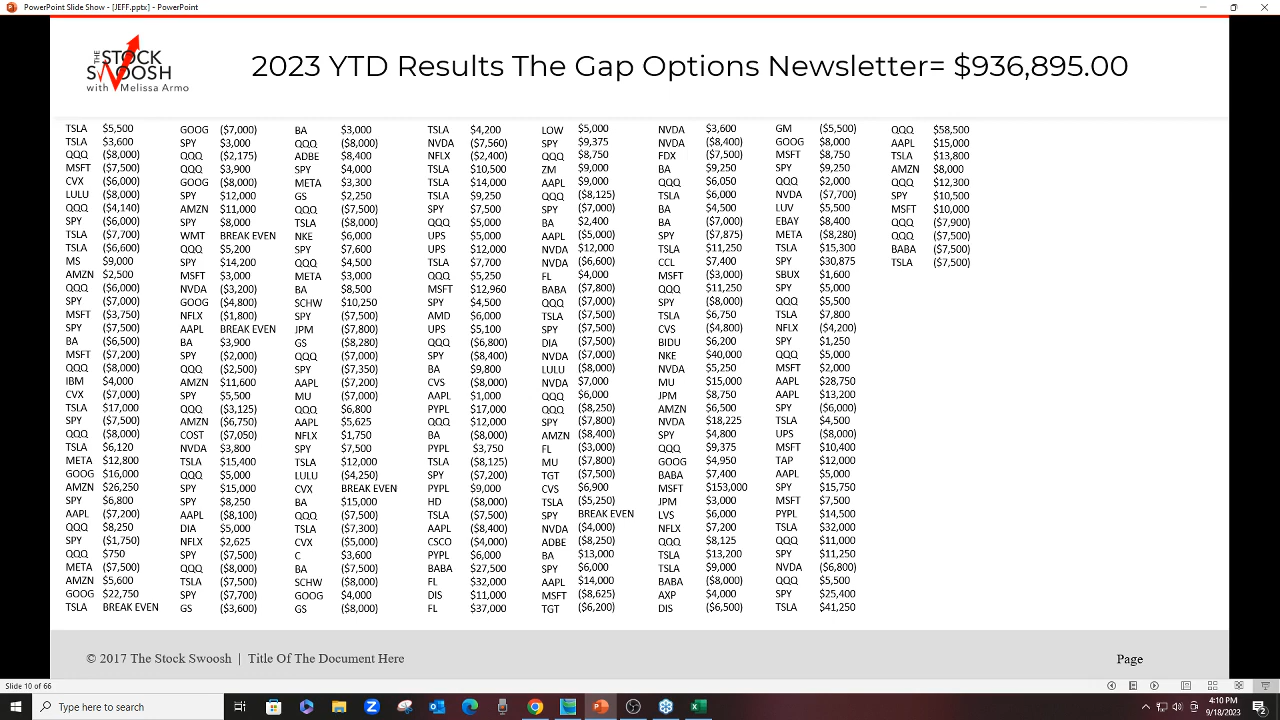 PowerPoint Slide Show - [JEFF.pptx] - PowerPoint
THE STOCK SWOOSH
with Melissa Armo
2023 YTD Results The Gap Options Newsletter= $936,895.00
TSLA $5,500
TSLA $3,600
QQQ ($8,000)
MSFT ($7,500)
CVX ($6,000)
LULU ($8,000)
QQQ ($4,140)
SPY ($6,000)
TSLA ($7,700)
TSLA ($6,600)
MS $9,000
AMZN $2,500
QQQ ($6,000)
SPY ($7,000)
MSFT ($3,750)
SPY ($7,500)
BA ($6,500)
MSFT ($7,200)
QQQ ($8,000)
IBM $4,000
CVX ($7,000)
TSLA $17,000
SPY ($7,500)
QQQ ($8,000)
TSLA $6,120
META $12,800
GOOG $16,000
AMZN $26,250
SPY $6,800
AAPL ($7,200)
QQQ $8,250
SPY ($1,750)
QQQ $750
META ($7,500)
AMZN $5,600
GOOG $22,750
TSLA BREAK EVEN
GOOG ($7,000)
SPY $3,000
QQQ ($2,175)
QQQ $3,900
GOOG ($8,000)
SPY $12,000
AMZN $11,000
SPY $8,000
WMT BREAK EVEN
QQQ $5,200
SPY $14,200
MSFT $3,000
NVDA ($3,200)
GOOG ($4,800)
NFLX ($1,800)
AAPL BREAK EVEN
BA $3,900
SPY ($2,000)
QQQ ($2,500)
AMZN $11,600
SPY $5,500
QQQ ($3,125)
AMZN ($6,750)
COST ($7,050)
NVDA $3,800
TSLA $15,400
QQQ $5,000
SPY $15,000
SPY $8,250
AAPL ($8,100)
DIA $5,000
NFLX $2,625
SPY ($7,500)
QQQ ($8,000)
TSLA ($7,500)
SPY ($7,700)
GS ($3,600)
BA $3,000
QQQ ($8,000)
ADBE $8,400
SPY $4,000
META $3,300
GS $2,250
QQQ ($7,500)
TSLA ($8,000)
NKE $6,000
SPY $7,600
QQQ $4,500
META $3,000
BA $8,500
SCHW $10,250
SPY ($7,500)
JPM ($7,800)
GS ($8,280)
QQQ ($7,000)
SPY ($7,350)
AAPL ($7,200)
MU ($7,000)
QQQ $6,800
AAPL $5,625
NFLX $1,750
SPY $7,500
TSLA $12,000
LULU ($4,250)
CVX BREAK EVEN
BA $15,000
QQQ ($7,500)
TSLA ($7,300)
CVX ($5,000)
C $3,600
BA ($7,500)
SCHW ($8,000)
GOOG $4,000
GS ($8,000)
TSLA $4,200
NVDA ($7,560)
NFLX ($2,400)
TSLA $10,500
TSLA $14,000
TSLA $9,250
SPY $7,500
QQQ $5,000
UPS $5,000
UPS $12,000
TSLA $7,700
QQQ $5,250
MSFT $12,960
SPY $4,500
AMD $6,000
UPS $5,100
QQQ ($6,800)
SPY ($8,400)
BA $9,800
CVS ($8,000)
AAPL $1,000
PYPL $17,000
QQQ $12,000
BA ($8,000)
PYPL $3,750
TSLA ($8,125)
SPY ($7,200)
PYPL $9,000
HD ($8,000)
TSLA ($7,500)
AAPL ($8,400)
CSCO ($4,000)
PYPL $6,000
BABA $27,500
FL $32,000
DIS $11,000
FL $37,000
LOW $5,000
SPY $9,375
QQQ $8,750
ZM $9,000
AAPL $9,000
QQQ ($8,125)
SPY ($7,000)
BA $2,400
AAPL ($5,000)
NVDA $12,000
NVDA ($6,600)
FL $4,000
BABA ($7,800)
QQQ ($7,000)
TSLA ($7,500)
SPY ($7,500)
DIA ($7,500)
NVDA ($7,000)
LULU ($8,000)
NVDA $7,000
QQQ $6,000
QQQ ($8,250)
SPY ($7,800)
AMZN ($8,400)
FL ($3,000)
MU ($7,800)
TGT ($7,500)
CVS $6,900
TSLA ($5,250)
SPY BREAK EVEN
NVDA ($4,000)
ADBE ($8,250)
BA $13,000
SPY $6,000
AAPL $14,000
MSFT ($8,625)
TGT ($6,200)
NVDA $3,600
NVDA ($8,400)
FDX ($7,500)
BA $9,250
QQQ $6,050
TSLA $6,000
BA $4,500
BA ($7,000)
SPY ($7,875)
TSLA $11,250
CCL $7,400
MSFT ($3,000)
QQQ $11,250
SPY ($8,000)
TSLA $6,750
CVS ($4,800)
BIDU $6,200
NKE $40,000
NVDA $5,250
MU $15,000
JPM $8,750
AMZN $6,500
NVDA $18,225
SPY $4,800
QQQ $9,375
GOOG $4,950
BABA $7,400
MSFT $153,000
JPM $3,000
LVS $6,000
NFLX $7,200
QQQ $8,125
TSLA $13,200
TSLA $9,000
BABA ($8,000)
AXP $4,000
DIS ($6,500)
GM ($5,500)
GOOG $8,000
MSFT $8,750
SPY $9,250
QQQ $2,000
NVDA ($7,700)
LUV $5,500
EBAY $8,400
META ($8,280)
TSLA $15,300
SPY $30,875
SBUX $1,600
SPY $5,000
QQQ $5,500
TSLA $7,800
NFLX ($4,200)
SPY $1,250
QQQ $5,000
MSFT $2,000
AAPL $28,750
AAPL $13,200
SPY ($6,000)
TSLA $4,500
UPS ($8,000)
MSFT $10,400
TAP $12,000
AAPL $5,000
SPY $15,750
MSFT $7,500
PYPL $14,500
TSLA $32,000
QQQ $11,000
SPY $11,250
NVDA ($6,800)
QQQ $5,500
SPY $25,400
TSLA $41,250
QQQ $58,500
AAPL $15,000
TSLA $13,800
AMZN $8,000
QQQ $12,300
SPY $10,500
MSFT $10,000
QQQ ($7,900)
QQQ ($7,500)
BABA ($7,500)
TSLA ($7,500)
© 2017 The Stock Swoosh | Title Of The Document Here
Page
Slide 10 of 66
Type here to search
4:10 PM
9/18/2023